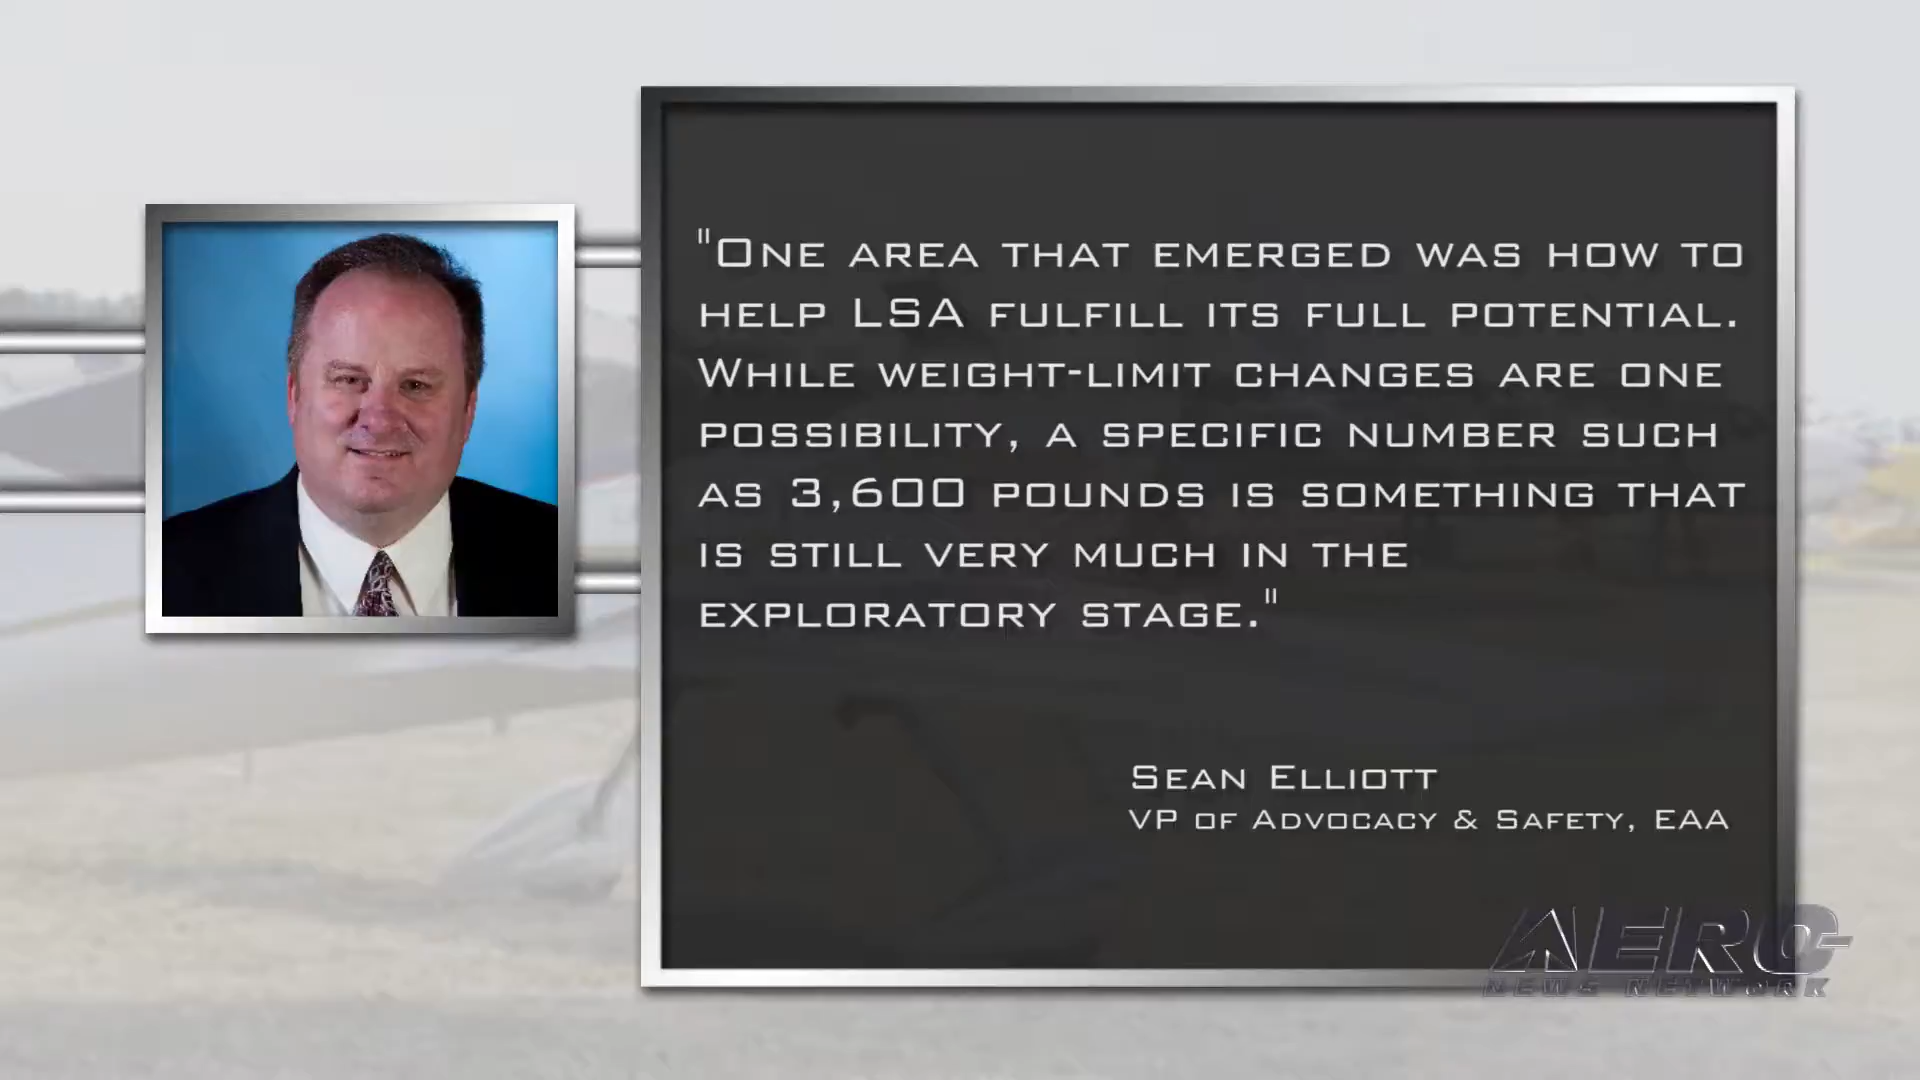 "One area that emerged was how to
help LSA fulfill its full potential.
While weight-limit changes are one
possibility, a specific number such
as 3,600 pounds is something that
is still very much in the
exploratory stage."
Sean Elliott
VP of Advocacy & Safety, EAA
AERO-
NEWS NETWORK